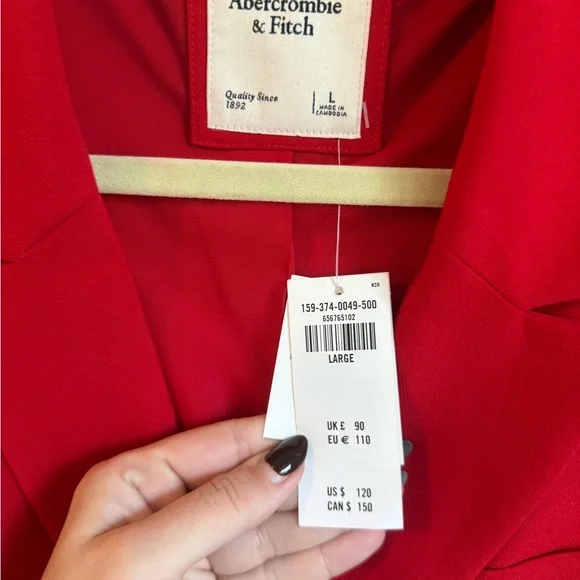 Abercrombie
& Fitch
Quality Since
1892
L
MADE IN
CAMBODIA
NSH
159-374-0049-500
656765102
LARGE
UK £ 90
EU € 110
US $ 120
CAN $ 150